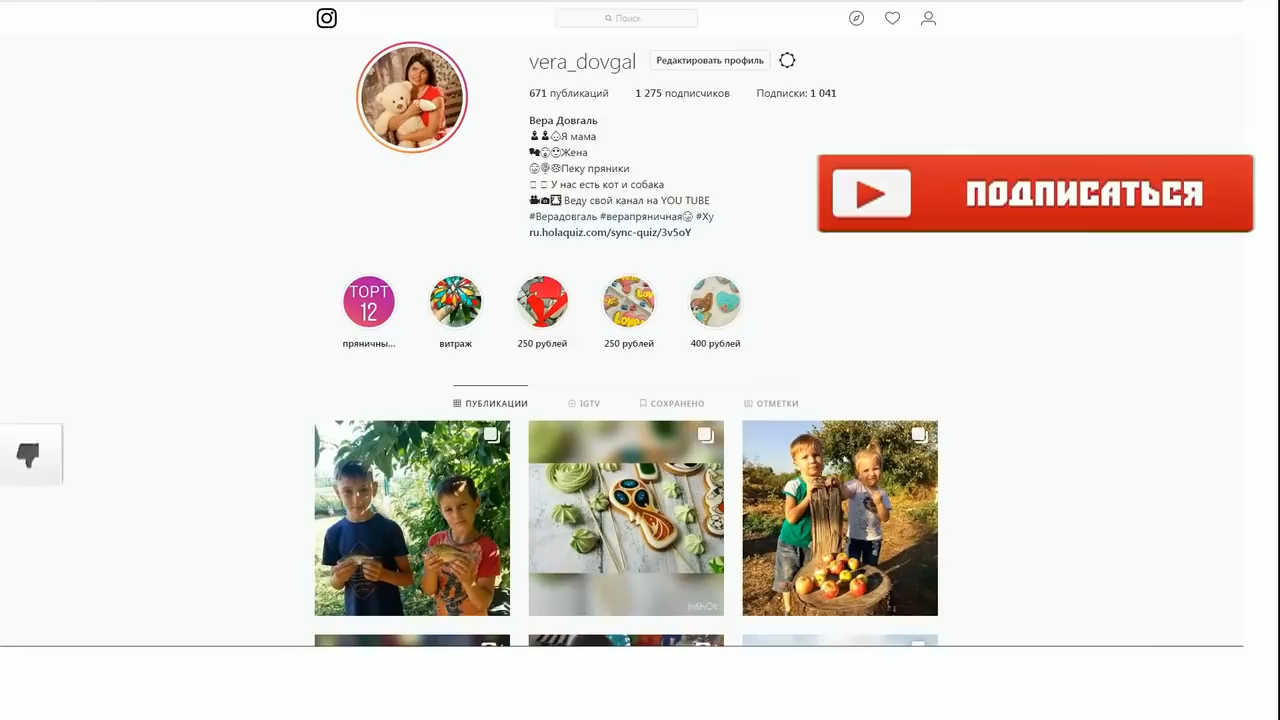 Поиск
vera_dovgal Редактировать профиль
671 публикаций 1 275 подписчиков Подписки: 1 041
Вера Довгаль
Я мама
Жена
Пеку пряники
У нас есть кот и собака
Веду свой канал на YOU TUBE
#Верадовгаль #верапряничная #Ху
ru.holaquiz.com/sync-quiz/3v5oY
ПОДПИСАТЬСЯ
ТОРТ
12
пряничны... витраж 250 рублей 250 рублей 400 рублей
ПУБЛИКАЦИИ IGTV СОХРАНЕНО ОТМЕТКИ
LOVE
InShOt